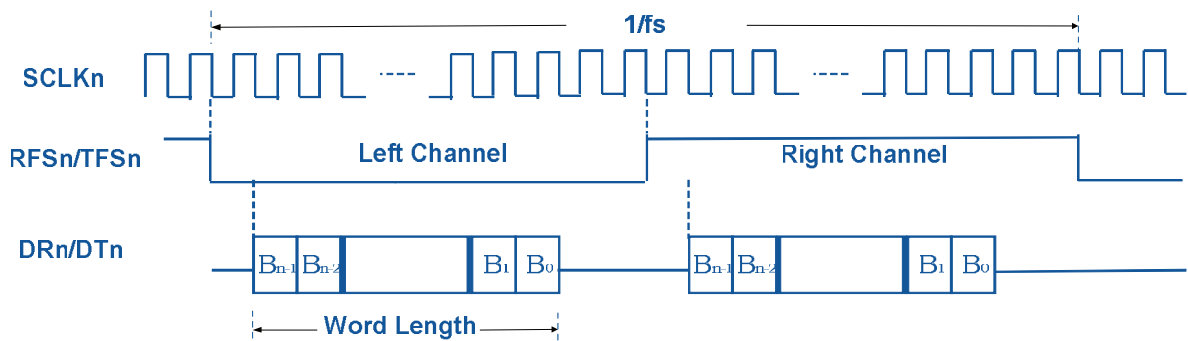 1/fs
SCLKn
RFSn/TFSn
Left Channel
Right Channel
DRn/DTn
Bn-1 Bn-2 B1 B0 Bn-1 Bn-2 B1 B0
Word Length